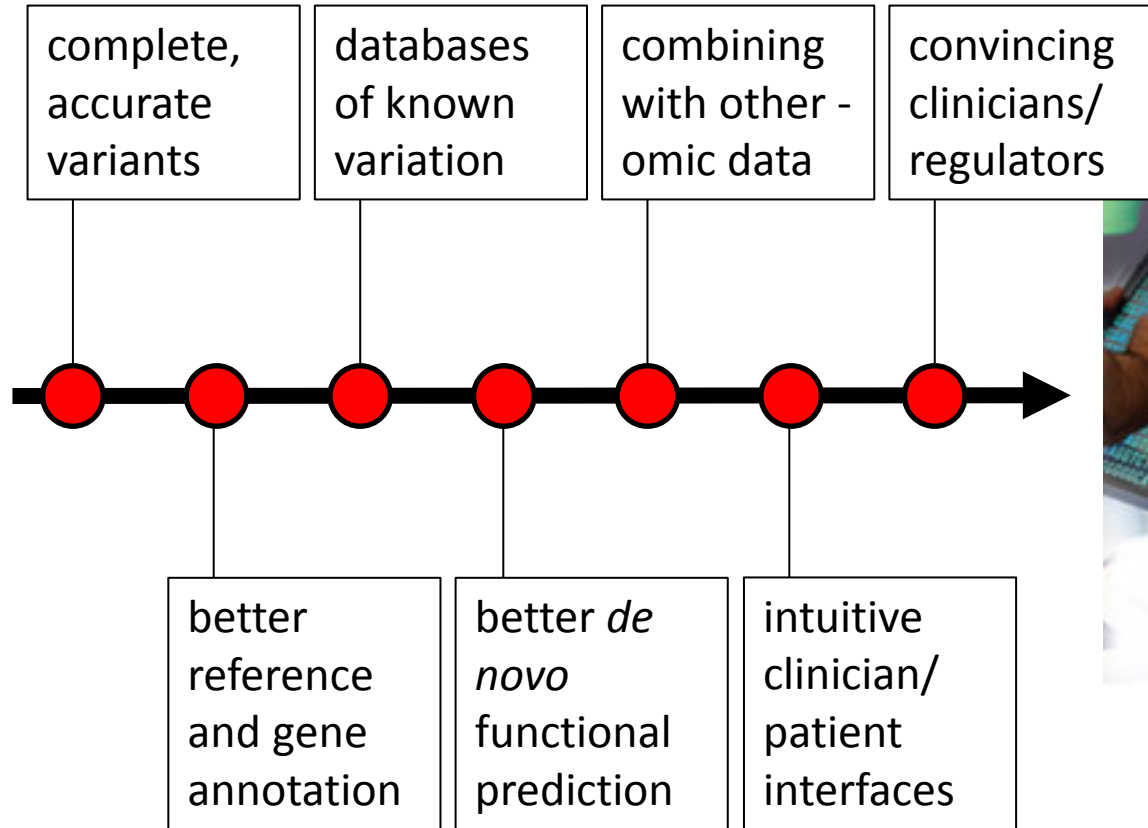 complete,
accurate
variants
databases
of known
variation
combining
with other -
omic data
convincing
clinicians/
regulators
better
reference
and gene
annotation
better de
novo
functional
prediction
intuitive
clinician/
patient
interfaces